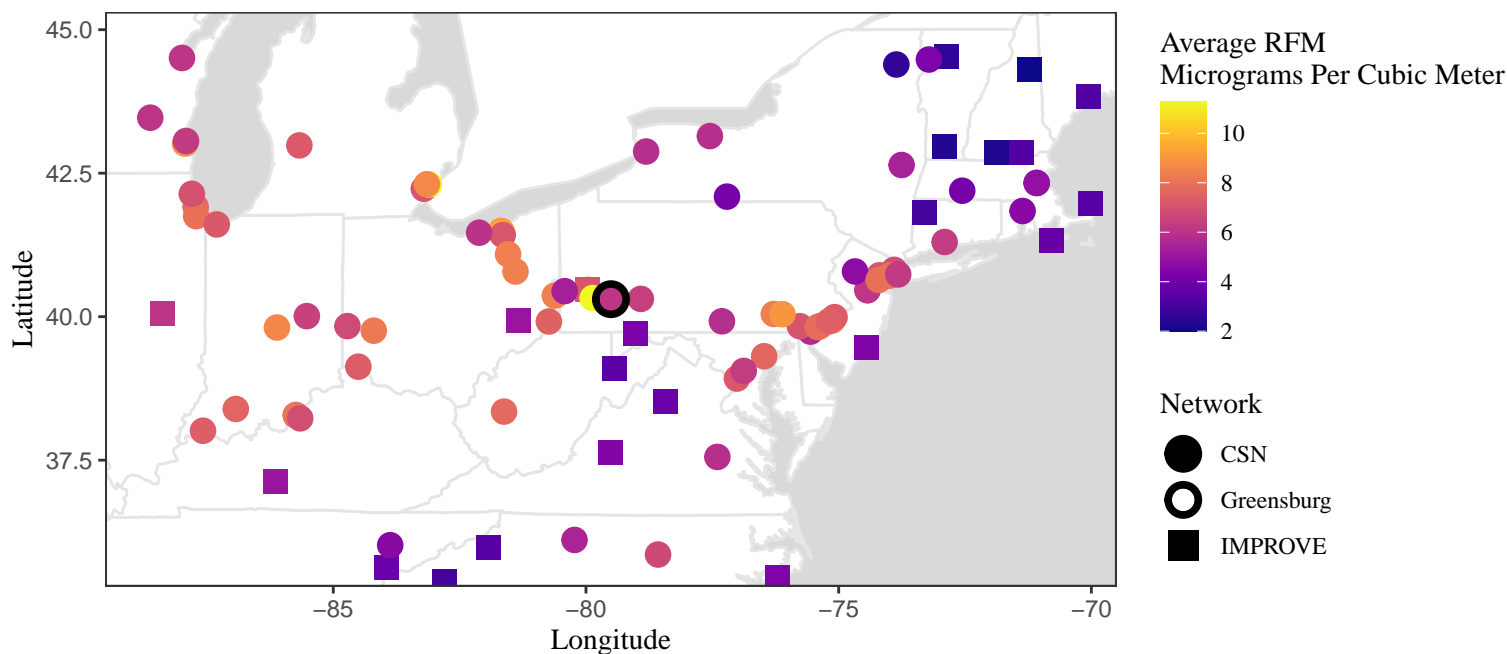 45.0
42.5
40.0
37.5
Latitude
−85
−80
−75
−70
Longitude
Average RFM
Micrograms Per Cubic Meter
10
8
6
4
2
Network
CSN
Greensburg
IMPROVE